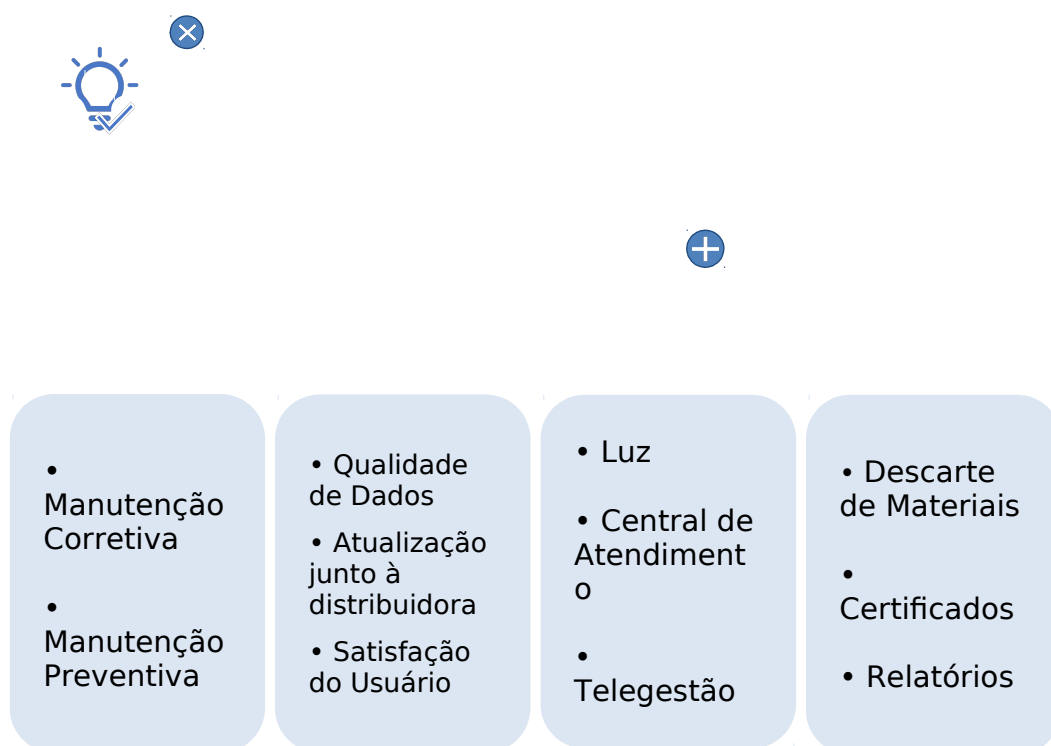 •
Manutenção
Corretiva
•
Manutenção
Preventiva
• Qualidade
de Dados
• Atualização
junto à
distribuidora
• Satisfação
do Usuário
• Luz
• Central de
Atendiment
o
•
Telegestão
• Descarte
de Materiais
•
Certificados
• Relatórios